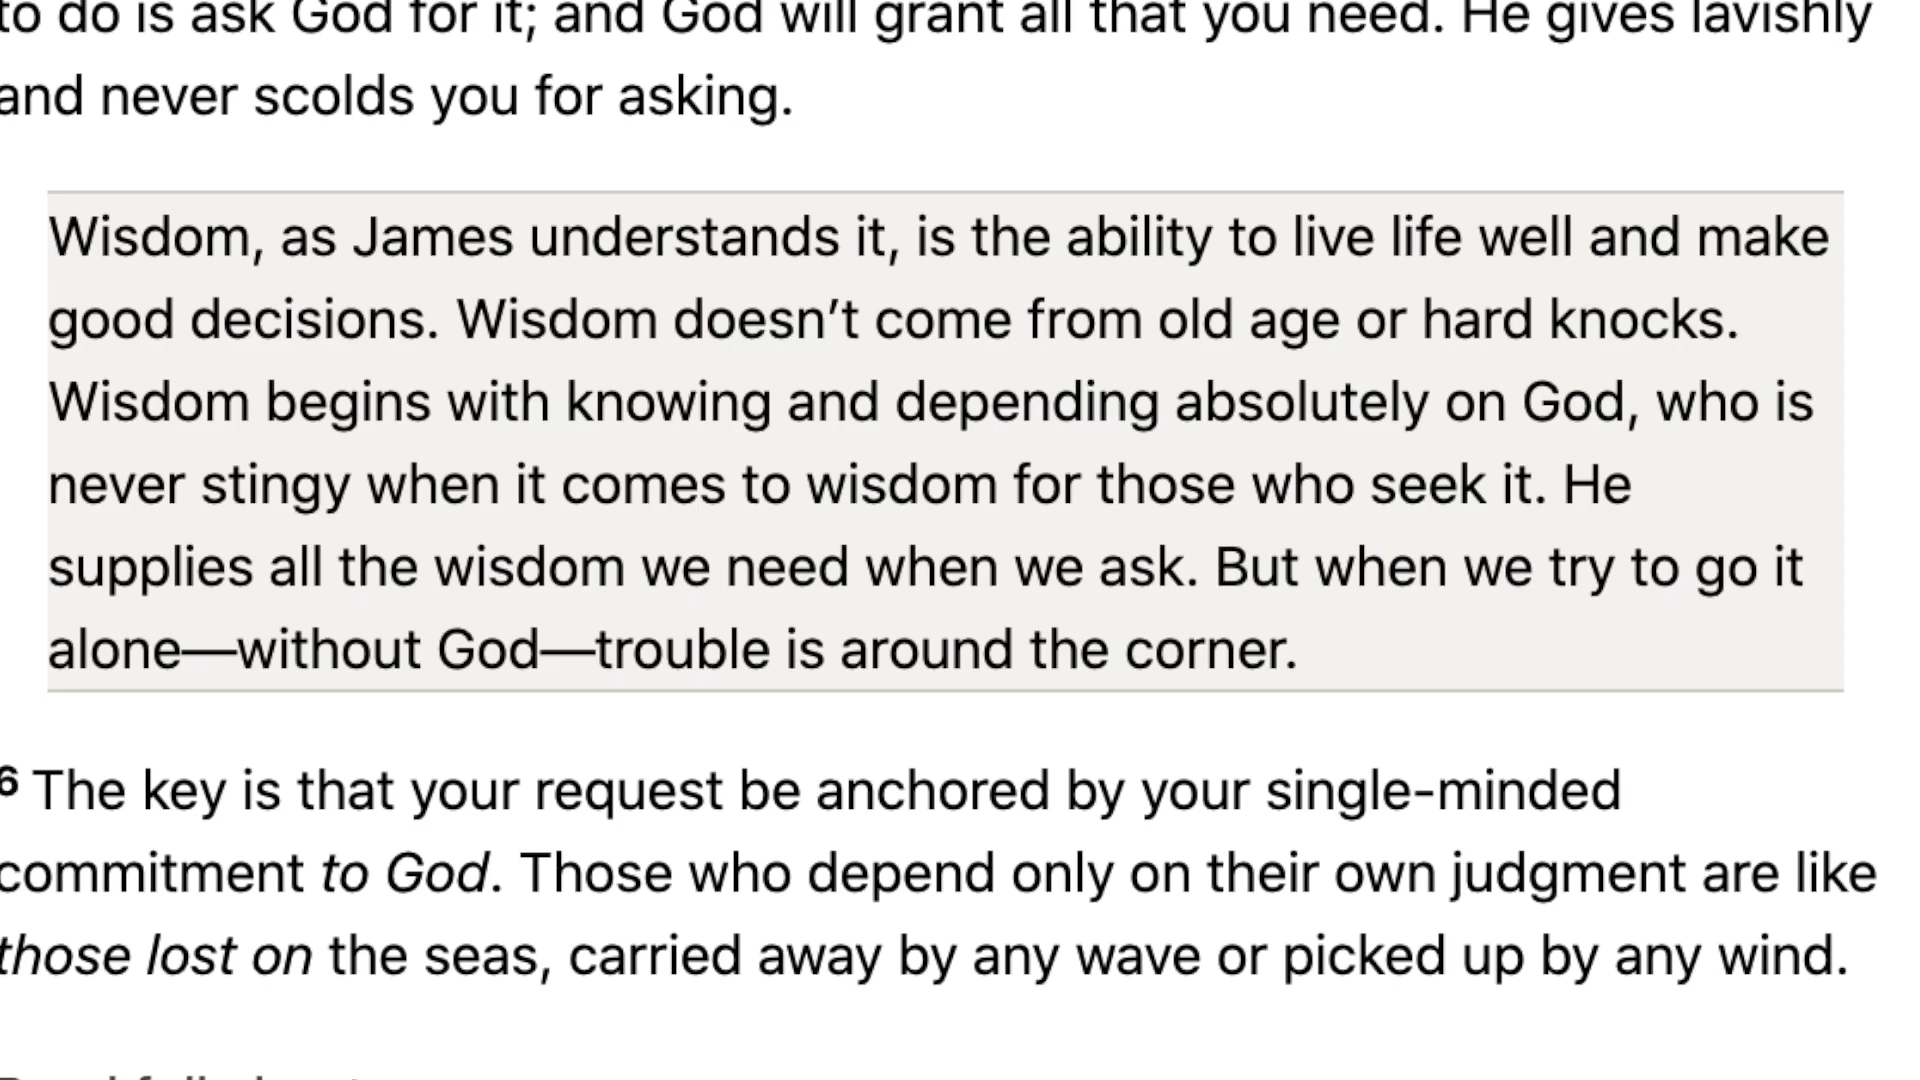 to do is ask God for it; and God will grant all that you need. He gives lavishly
and never scolds you for asking.
Wisdom, as James understands it, is the ability to live life well and make
good decisions. Wisdom doesn’t come from old age or hard knocks.
Wisdom begins with knowing and depending absolutely on God, who is
never stingy when it comes to wisdom for those who seek it. He
supplies all the wisdom we need when we ask. But when we try to go it
alone—without God—trouble is around the corner.
6 The key is that your request be anchored by your single-minded
commitment to God. Those who depend only on their own judgment are like
those lost on the seas, carried away by any wave or picked up by any wind.